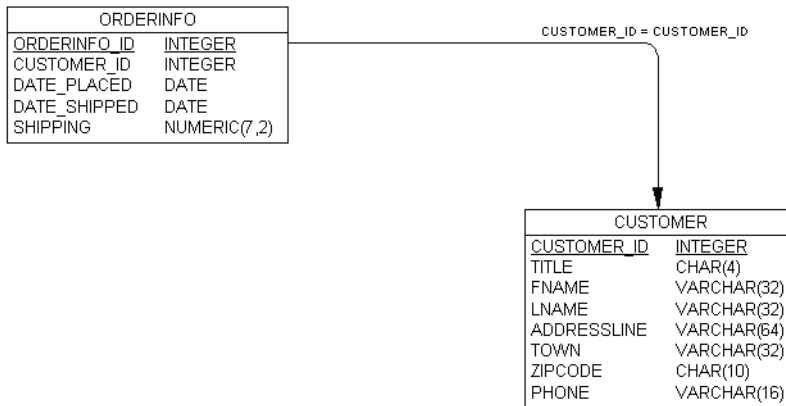 ORDERINFO
ORDERINFO_ID INTEGER
CUSTOMER_ID INTEGER
DATE_PLACED DATE
DATE_SHIPPED DATE
SHIPPING NUMERIC(7,2)
CUSTOMER_ID = CUSTOMER_ID
CUSTOMER
CUSTOMER_ID INTEGER
TITLE CHAR(4)
FNAME VARCHAR(32)
LNAME VARCHAR(32)
ADDRESSLINE VARCHAR(64)
TOWN VARCHAR(32)
ZIPCODE CHAR(10)
PHONE VARCHAR(16)